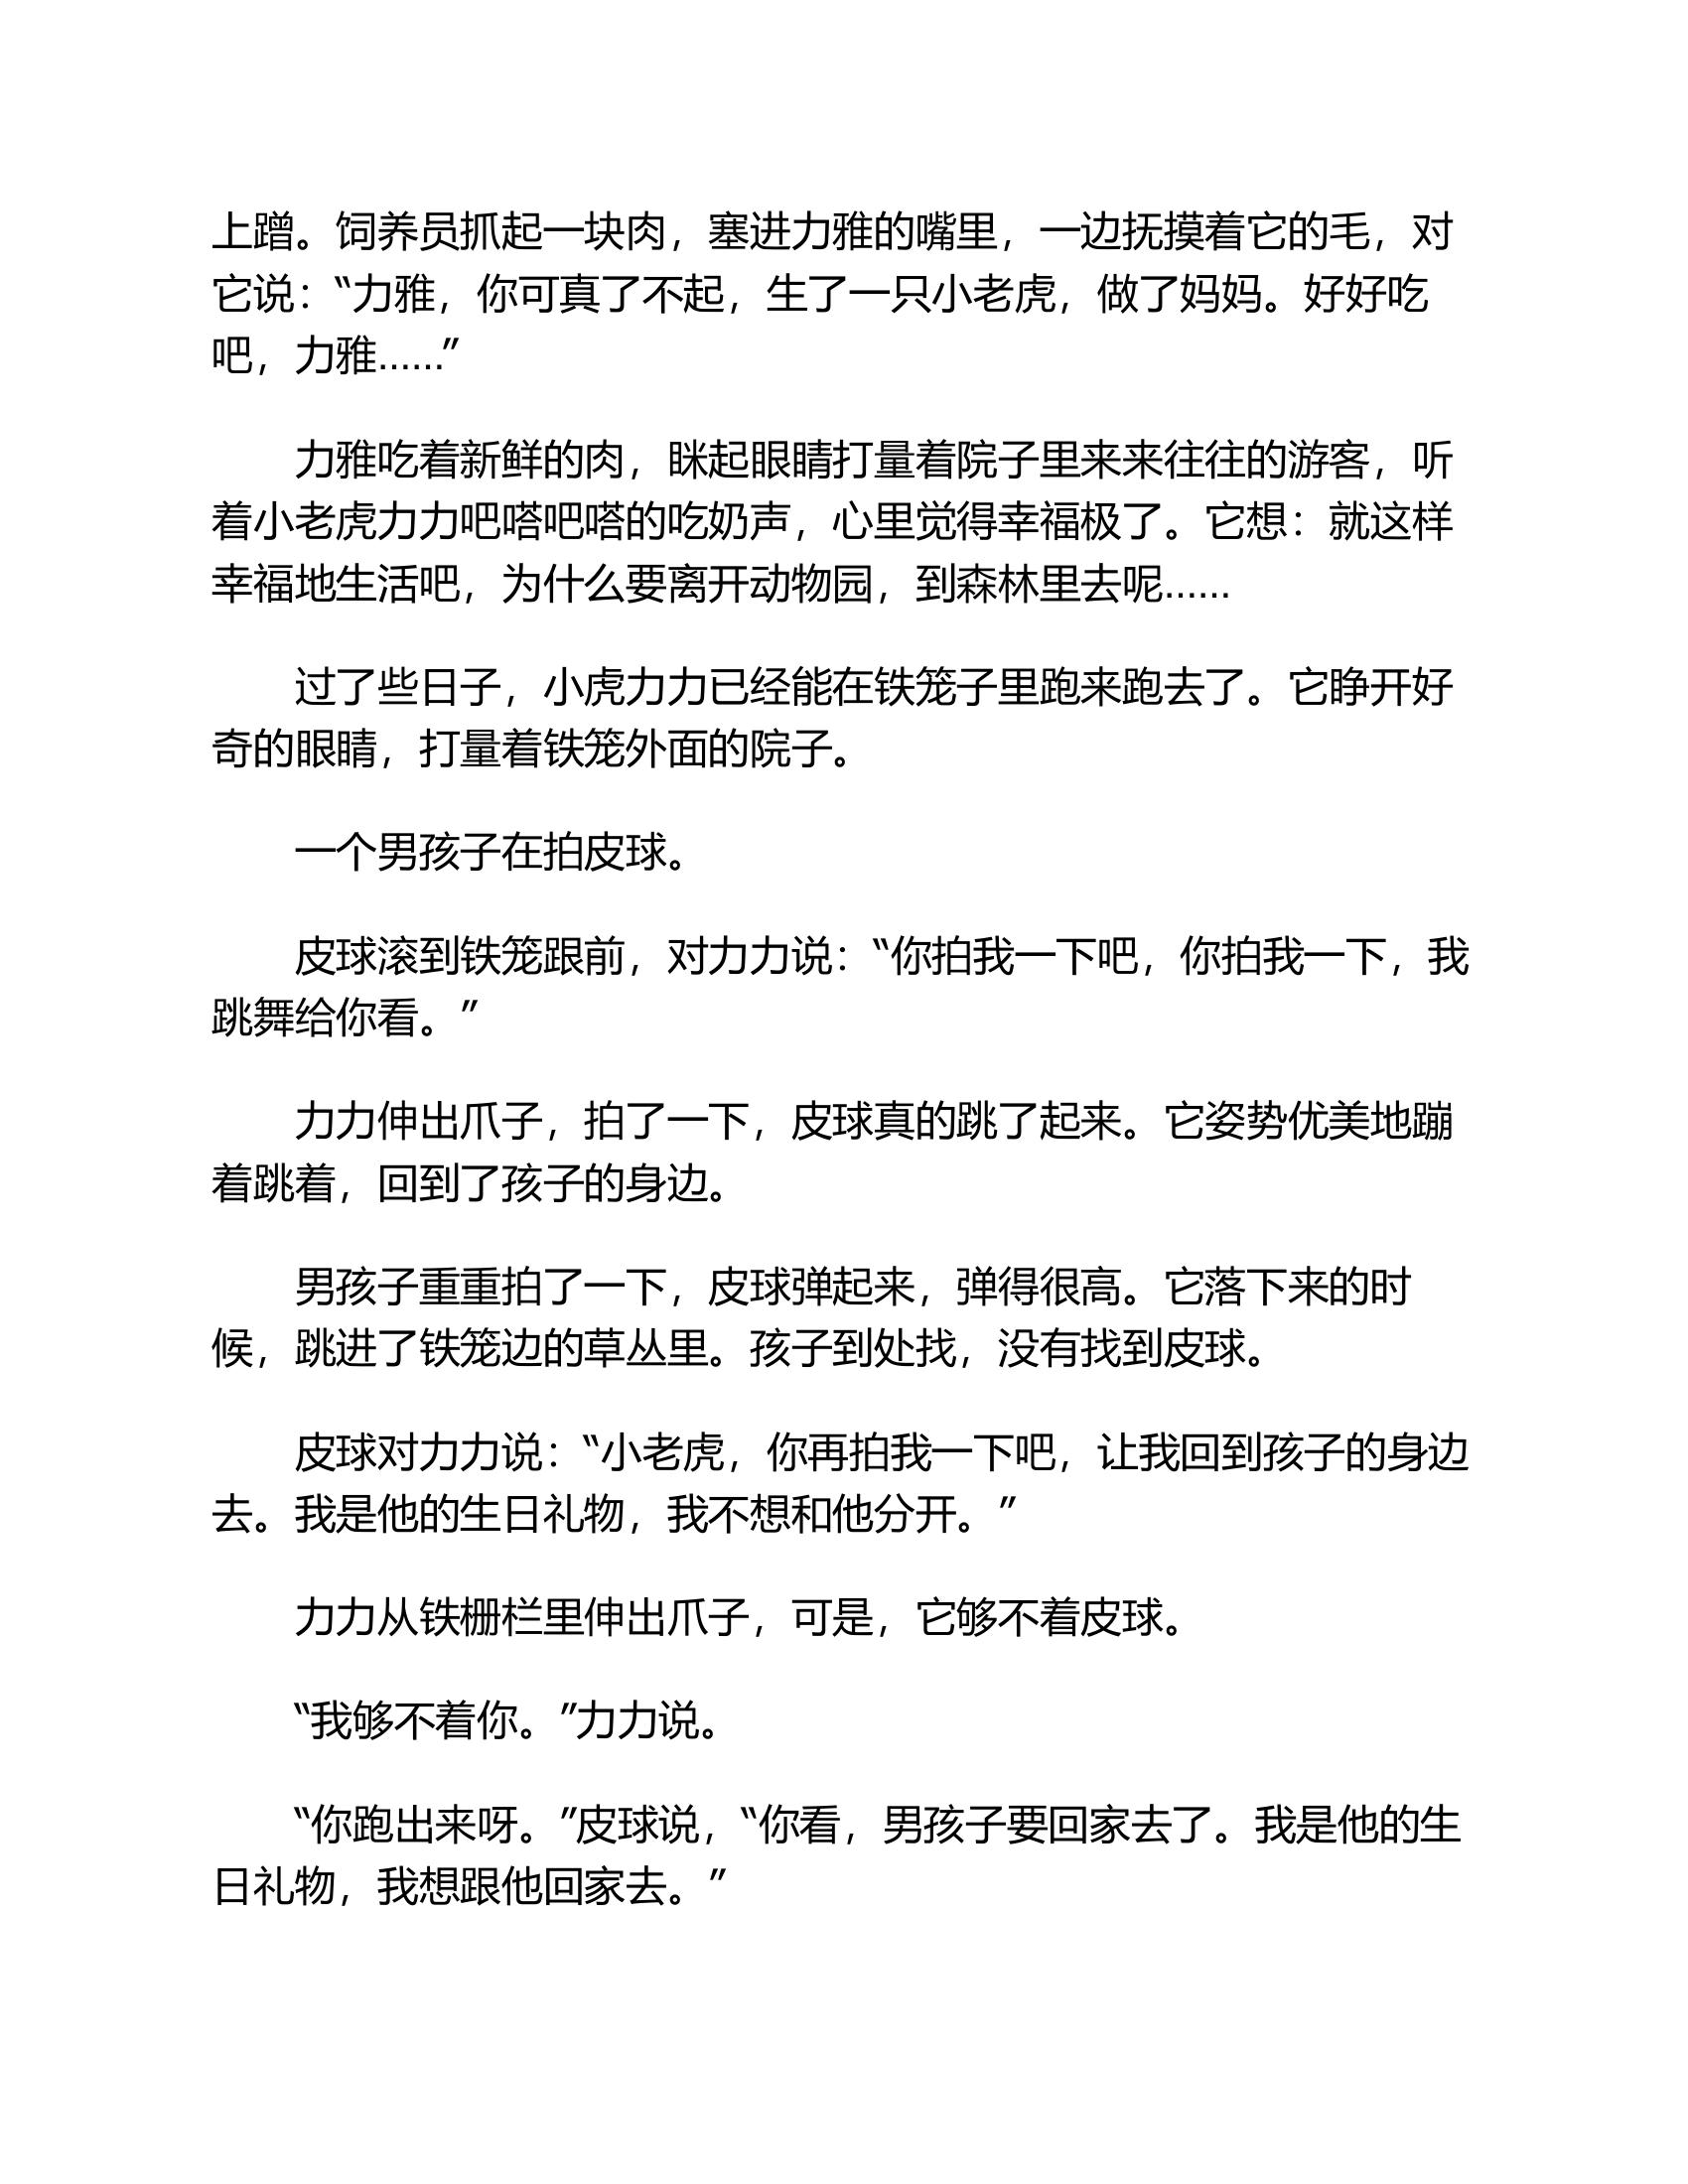 上蹭。饲养员抓起一块肉，塞进力雅的嘴里，一边抚摸着它的毛，对
它说：“力雅，你可真了不起，生了一只小老虎，做了妈妈。好好吃
吧，力雅……”
力雅吃着新鲜的肉，眯起眼睛打量着院子里来来往往的游客，听
着小老虎力力吧嗒吧嗒的吃奶声，心里觉得幸福极了。它想：就这样
幸福地生活吧，为什么要离开动物园，到森林里去呢……
过了些日子，小虎力力已经能在铁笼子里跑来跑去了。它睁开好
奇的眼睛，打量着铁笼外面的院子。
一个男孩子在拍皮球。
皮球滚到铁笼跟前，对力力说：“你拍我一下吧，你拍我一下，我
跳舞给你看。”
力力伸出爪子，拍了一下，皮球真的跳了起来。它姿势优美地蹦
着跳着，回到了孩子的身边。
男孩子重重拍了一下，皮球弹起来，弹得很高。它落下来的时
候，跳进了铁笼边的草丛里。孩子到处找，没有找到皮球。
皮球对力力说：“小老虎，你再拍我一下吧，让我回到孩子的身边
去。我是他的生日礼物，我不想和他分开。”
力力从铁栅栏里伸出爪子，可是，它够不着皮球。
“我够不着你。”力力说。
“你跑出来呀。”皮球说，“你看，男孩子要回家去了。我是他的生
日礼物，我想跟他回家去。”